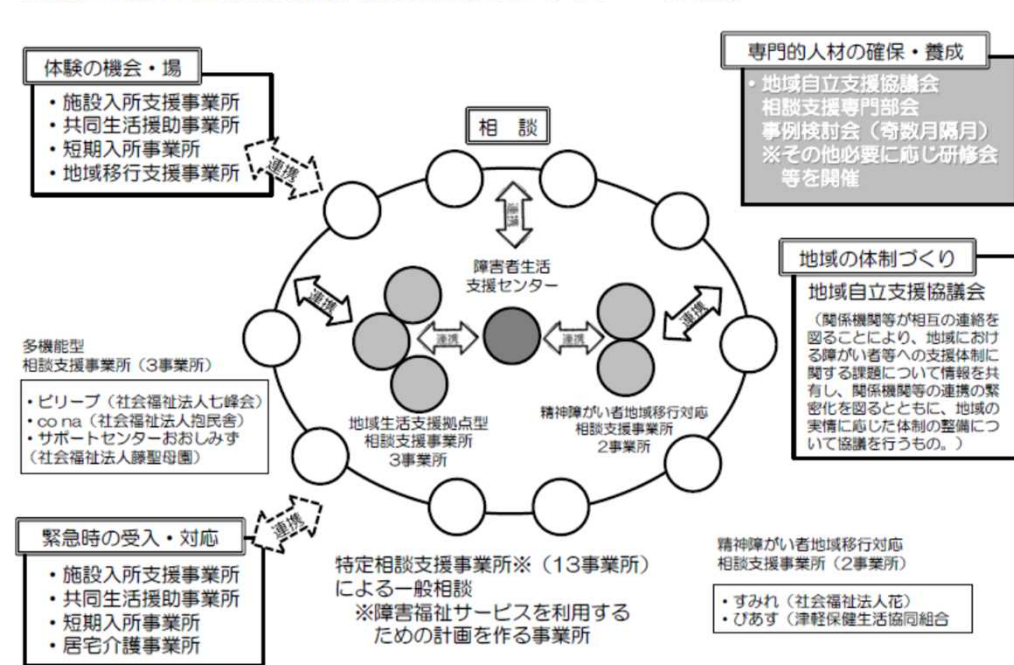 体験の機会・場
・施設入所支援事業所
・共同生活援助事業所
・短期入所事業所
・地域移行支援事業所
連携
相 談
専門的人材の確保・養成
・地域自立支援協議会
相談支援専門部会
事例検討会（奇数月隔月）
※その他必要に応じ研修会
等を開催
連携
障害者生活
支援センター
連携
連携
連携
連携
地域の体制づくり
地域自立支援協議会
（関係機関等が相互の連絡を
図ることにより、地域におけ
る障がい者等への支援体制に
関する課題について情報を共
有し、関係機関等の連携の緊
密化を図るとともに、地域の
実情に応じた体制の整備につ
いて協議を行うもの。）
多機能型
相談支援事業所（3事業所）
・ビリーブ（社会福祉法人七峰会）
・co na（社会福祉法人抱民舎）
・サポートセンターおおしみず
（社会福祉法人藤聖母園）
地域生活支援拠点型
相談支援事業所
3事業所
精神障がい者地域移行対応
相談支援事業所
2事業所
緊急時の受入・対応
・施設入所支援事業所
・共同生活援助事業所
・短期入所事業所
・居宅介護事業所
連携
特定相談支援事業所※（13事業所）
による一般相談
※障害福祉サービスを利用する
ための計画を作る事業所
精神障がい者地域移行対応
相談支援事業所（2事業所）
・すみれ（社会福祉法人花）
・ぴあす（津軽保健生活協同組合